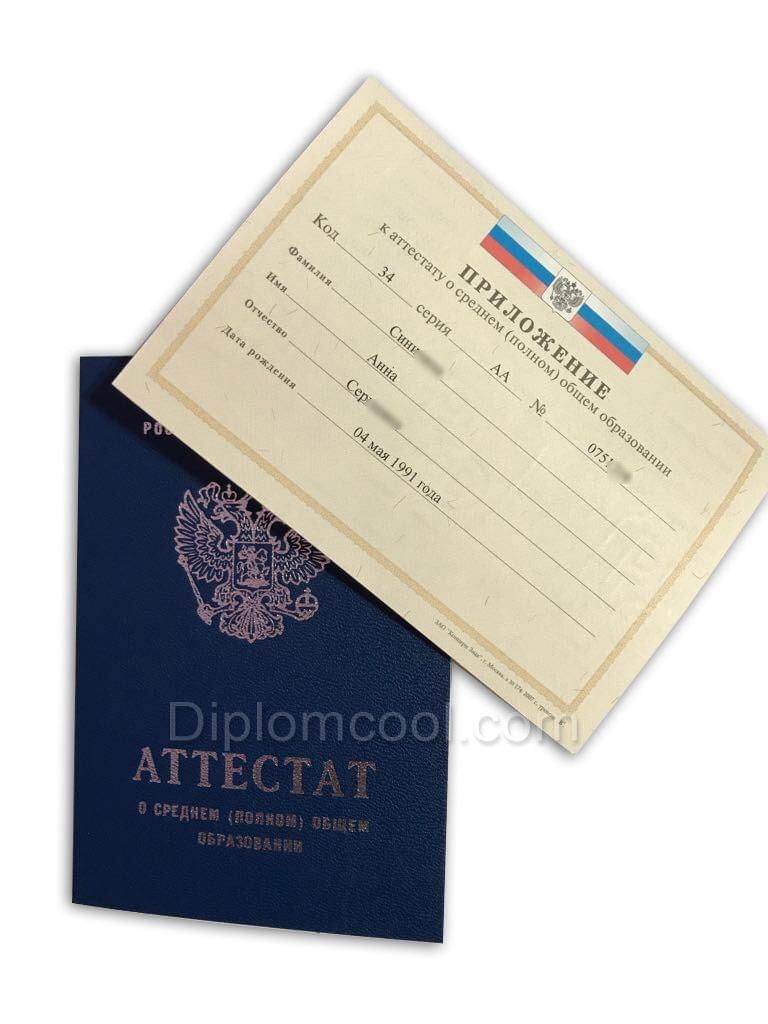 ПРИЛОЖЕНИЕ
к аттестату о среднем (полном) общем образовании
Код 34 серия АА № 075
Фамилия
Имя Анна
Отчество
Дата рождения 04 мая 1991 года
Diplomcool.com
АТТЕСТАТ
О СРЕДНЕМ (ПОЛНОМ) ОБЩЕМ
ОБРАЗОВАНИИ